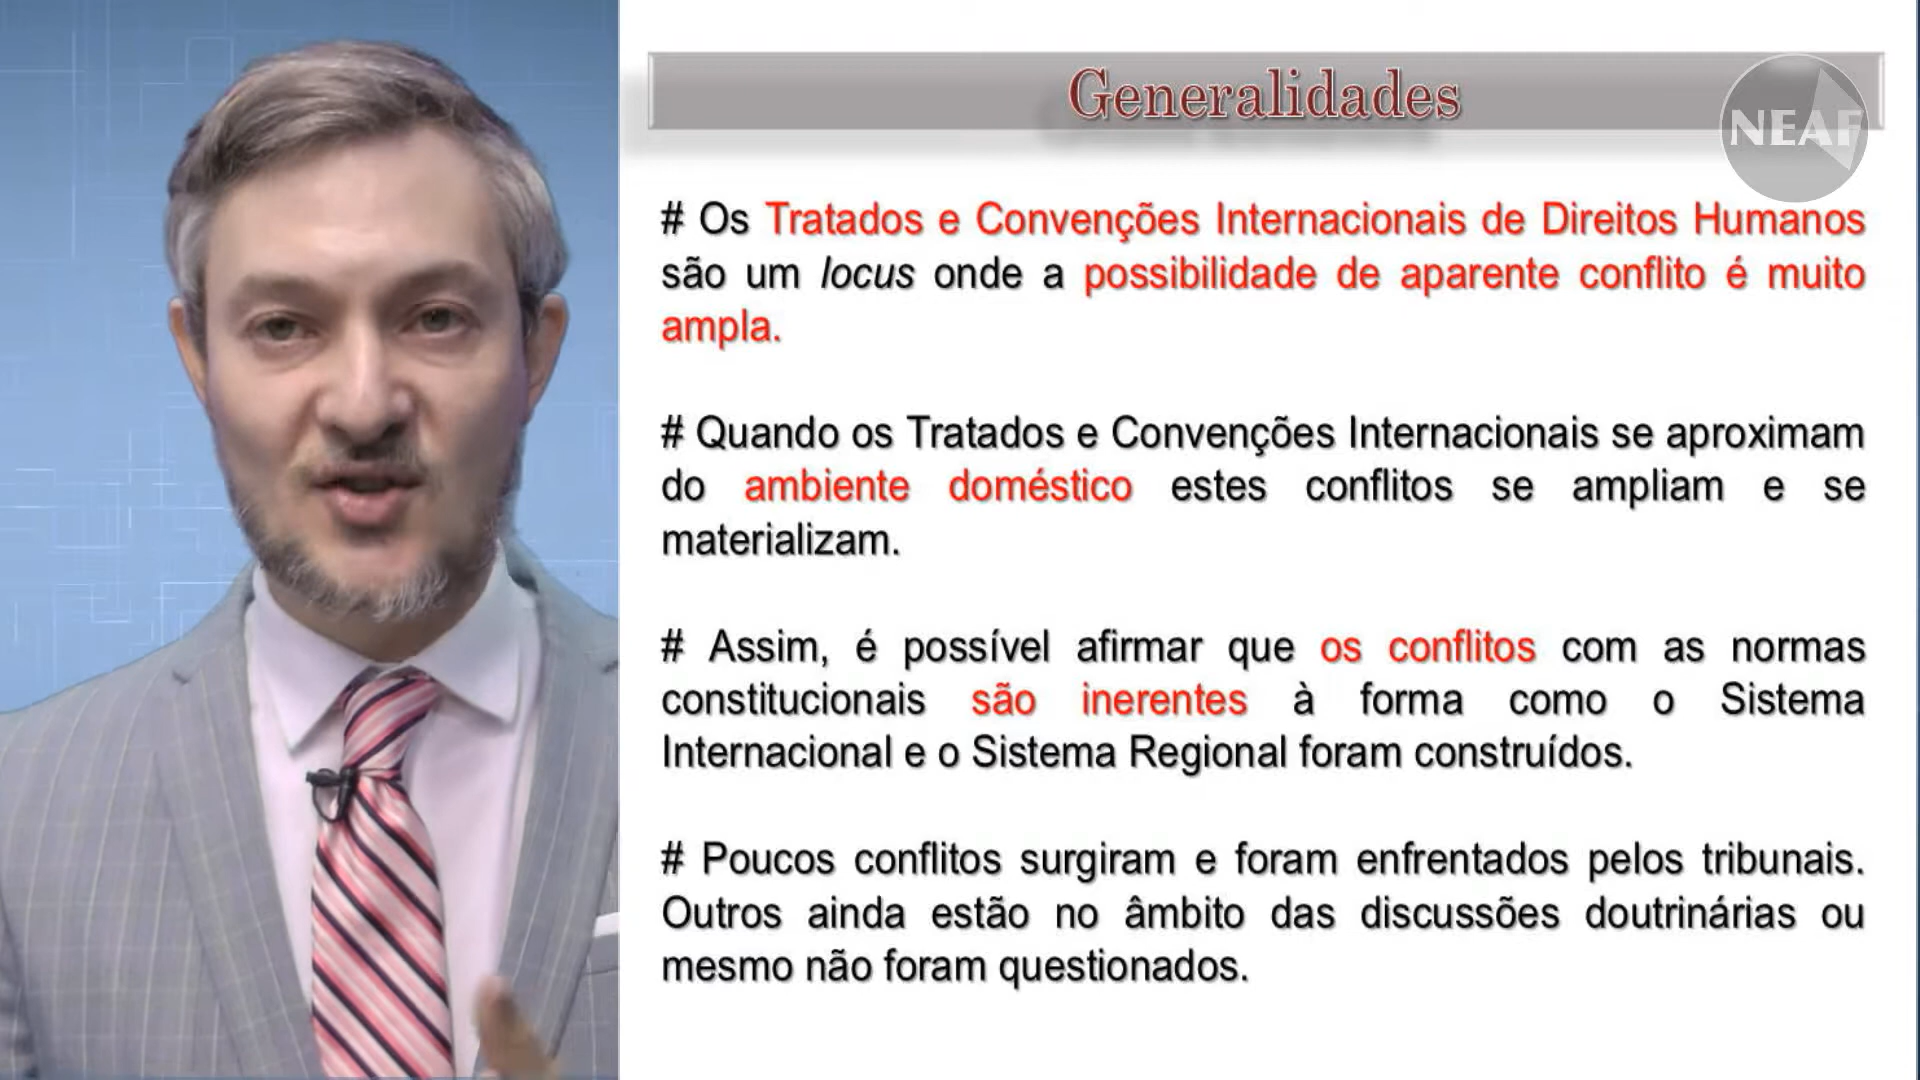 Generalidades
NEAF
# Os Tratados e Convenções Internacionais de Direitos Humanos
são um locus onde a possibilidade de aparente conflito é muito
ampla.
# Quando os Tratados e Convenções Internacionais se aproximam
do ambiente doméstico estes conflitos se ampliam e se
materializam.
# Assim, é possível afirmar que os conflitos com as normas
constitucionais são inerentes à forma como o Sistema
Internacional e o Sistema Regional foram construídos.
# Poucos conflitos surgiram e foram enfrentados pelos tribunais.
Outros ainda estão no âmbito das discussões doutrinárias ou
mesmo não foram questionados.